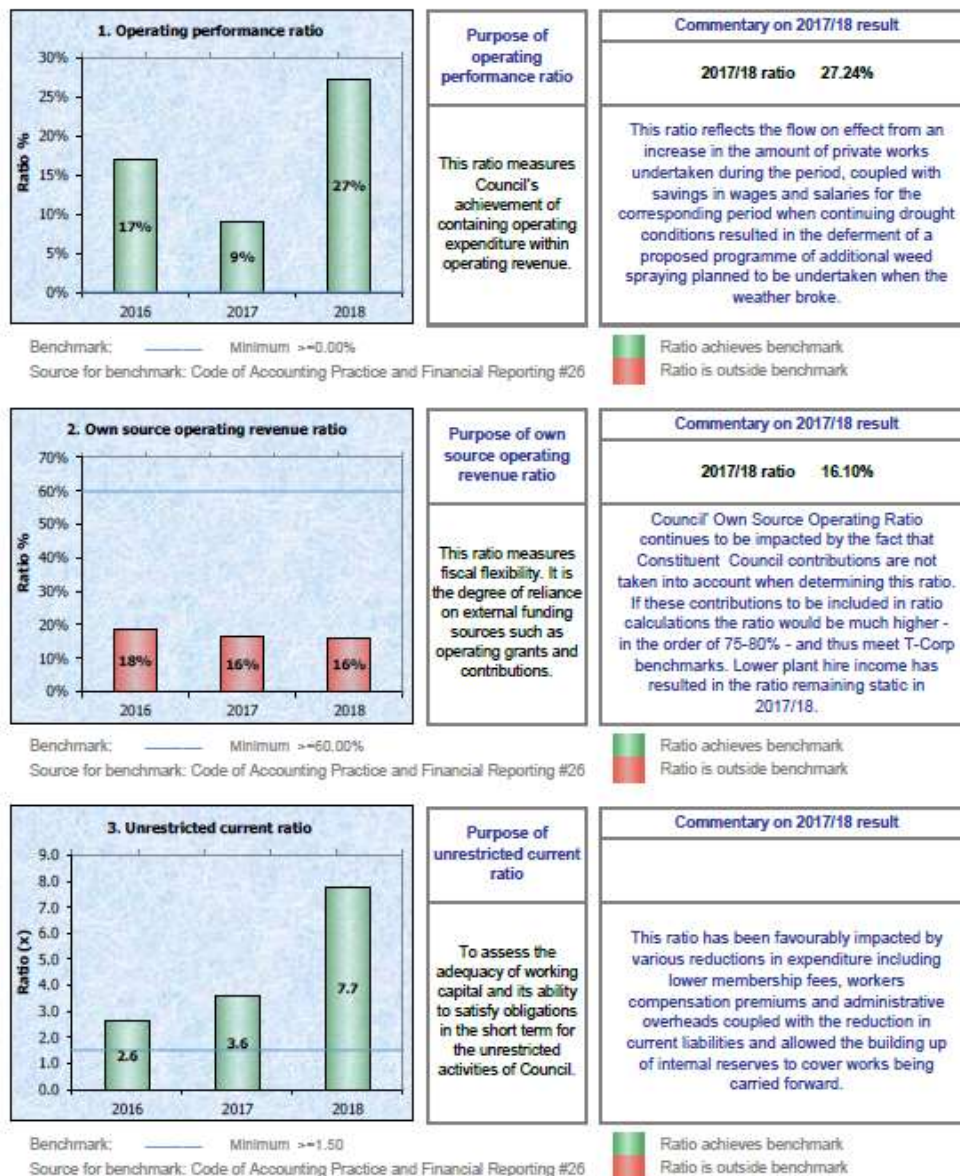 1. Operating performance ratio
30%
25%
20%
15%
10%
5%
0%
Ratio %
17%
9%
27%
2016 2017 2018
Purpose of
operating
performance ratio
This ratio measures
Council's
achievement of
containing operating
expenditure within
operating revenue.
Commentary on 2017/18 result
2017/18 ratio 27.24%
This ratio reflects the flow on effect from an
increase in the amount of private works
undertaken during the period, coupled with
savings in wages and salaries for the
corresponding period when continuing drought
conditions resulted in the deferment of a
proposed programme of additional weed
spraying planned to be undertaken when the
weather broke.
Benchmark: Minimum >=0.00%
Source for benchmark: Code of Accounting Practice and Financial Reporting #26
Ratio achieves benchmark
Ratio is outside benchmark
2. Own source operating revenue ratio
70%
60%
50%
40%
30%
20%
10%
0%
Ratio %
18%
16%
16%
2016 2017 2018
Purpose of own
source operating
revenue ratio
This ratio measures
fiscal flexibility. It is
the degree of reliance
on external funding
sources such as
operating grants and
contributions.
Commentary on 2017/18 result
2017/18 ratio 16.10%
Council' Own Source Operating Ratio
continues to be impacted by the fact that
Constituent Council contributions are not
taken into account when determining this ratio.
If these contributions to be included in ratio
calculations the ratio would be much higher -
in the order of 75-80% - and thus meet T-Corp
benchmarks. Lower plant hire income has
resulted in the ratio remaining static in
2017/18.
Benchmark: Minimum >=60.00%
Source for benchmark: Code of Accounting Practice and Financial Reporting #26
Ratio achieves benchmark
Ratio is outside benchmark
3. Unrestricted current ratio
9.0
8.0
7.0
6.0
5.0
4.0
3.0
2.0
1.0
0.0
Ratio (x)
2.6
3.6
7.7
2016 2017 2018
Purpose of
unrestricted current
ratio
To assess the
adequacy of working
capital and its ability
to satisfy obligations
in the short term for
the unrestricted
activities of Council.
Commentary on 2017/18 result
This ratio has been favourably impacted by
various reductions in expenditure including
lower membership fees, workers
compensation premiums and administrative
overheads coupled with the reduction in
current liabilities and allowed the building up
of internal reserves to cover works being
carried forward.
Benchmark: Minimum >=1.50
Source for benchmark: Code of Accounting Practice and Financial Reporting #26
Ratio achieves benchmark
Ratio is outside benchmark